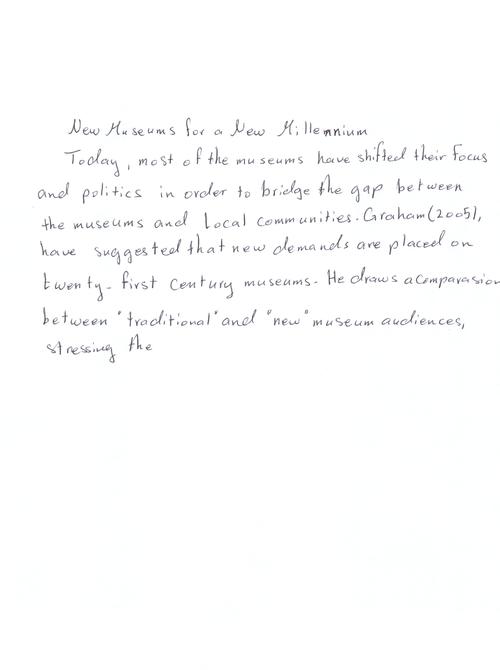 New Museums for a New Millennium
Today, most of the museums have shifted their focus
and politics in order to bridge the gap between
the museums and Local communities. Graham (2005),
have suggested that new demands are placed on
twenty-first century museums. He draws a comparasion
between "traditional" and "new" museum audiences,
stressing the